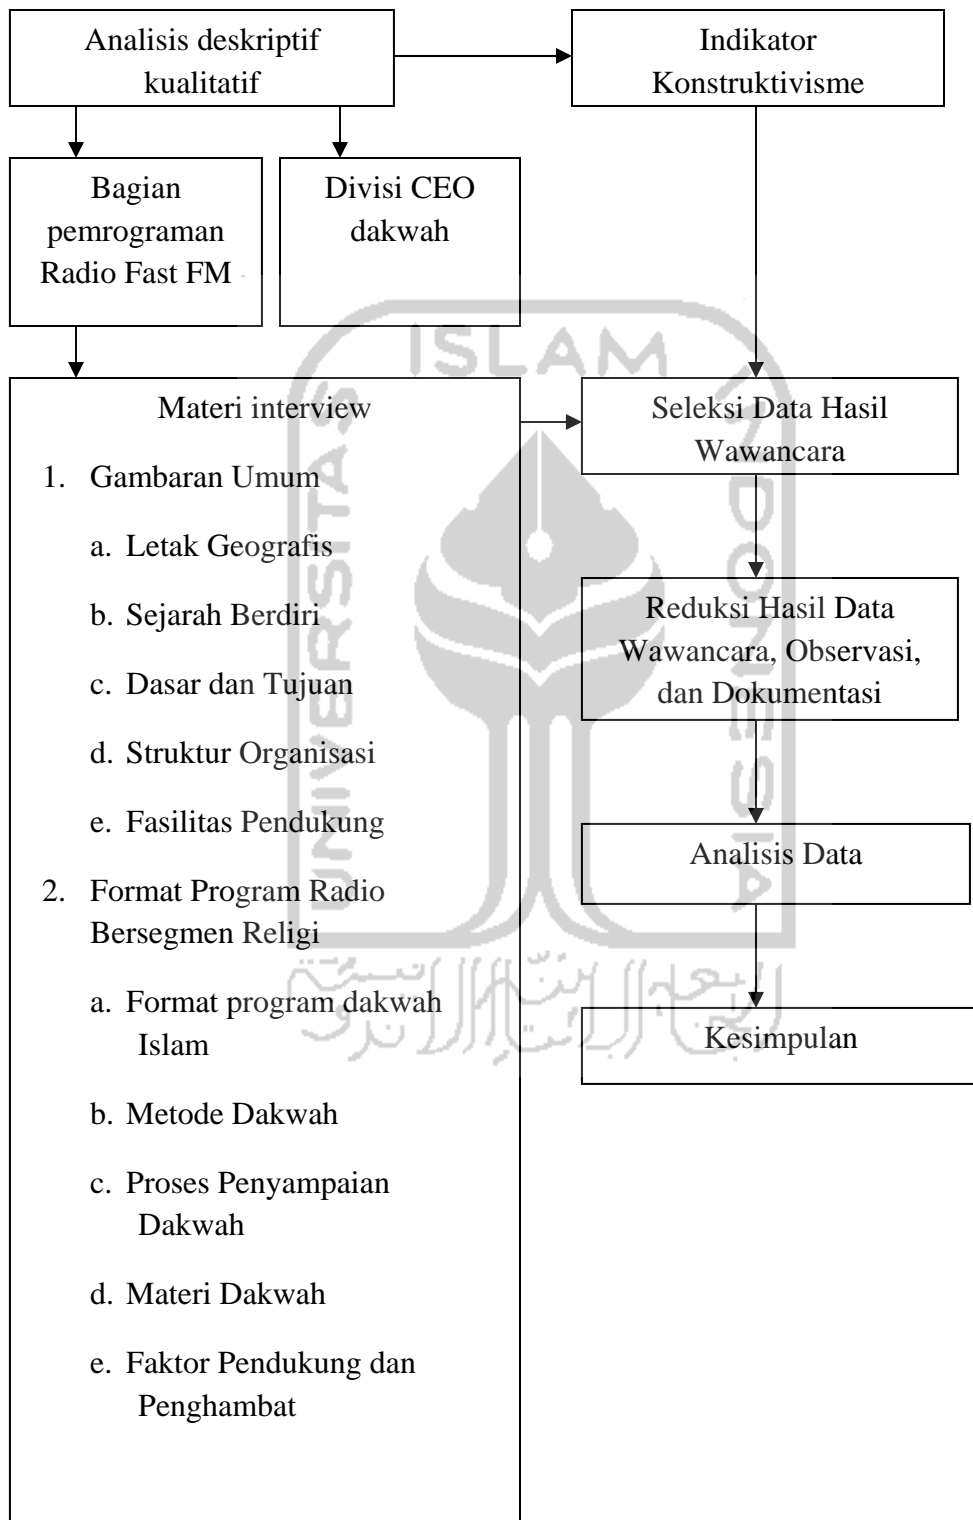 Analisis deskriptif
kualitatif
Indikator
Konstruktivisme
Bagian
pemrograman
Radio Fast FM
Divisi CEO
dakwah
Materi interview
1. Gambaran Umum
a. Letak Geografis
b. Sejarah Berdiri
c. Dasar dan Tujuan
d. Struktur Organisasi
e. Fasilitas Pendukung
2. Format Program Radio
Bersegmen Religi
a. Format program dakwah
Islam
b. Metode Dakwah
c. Proses Penyampaian
Dakwah
d. Materi Dakwah
e. Faktor Pendukung dan
Penghambat
Seleksi Data Hasil
Wawancara
Reduksi Hasil Data
Wawancara, Observasi,
dan Dokumentasi
Analisis Data
Kesimpulan
UNIVERSITAS
ISLAM
INDONESIA